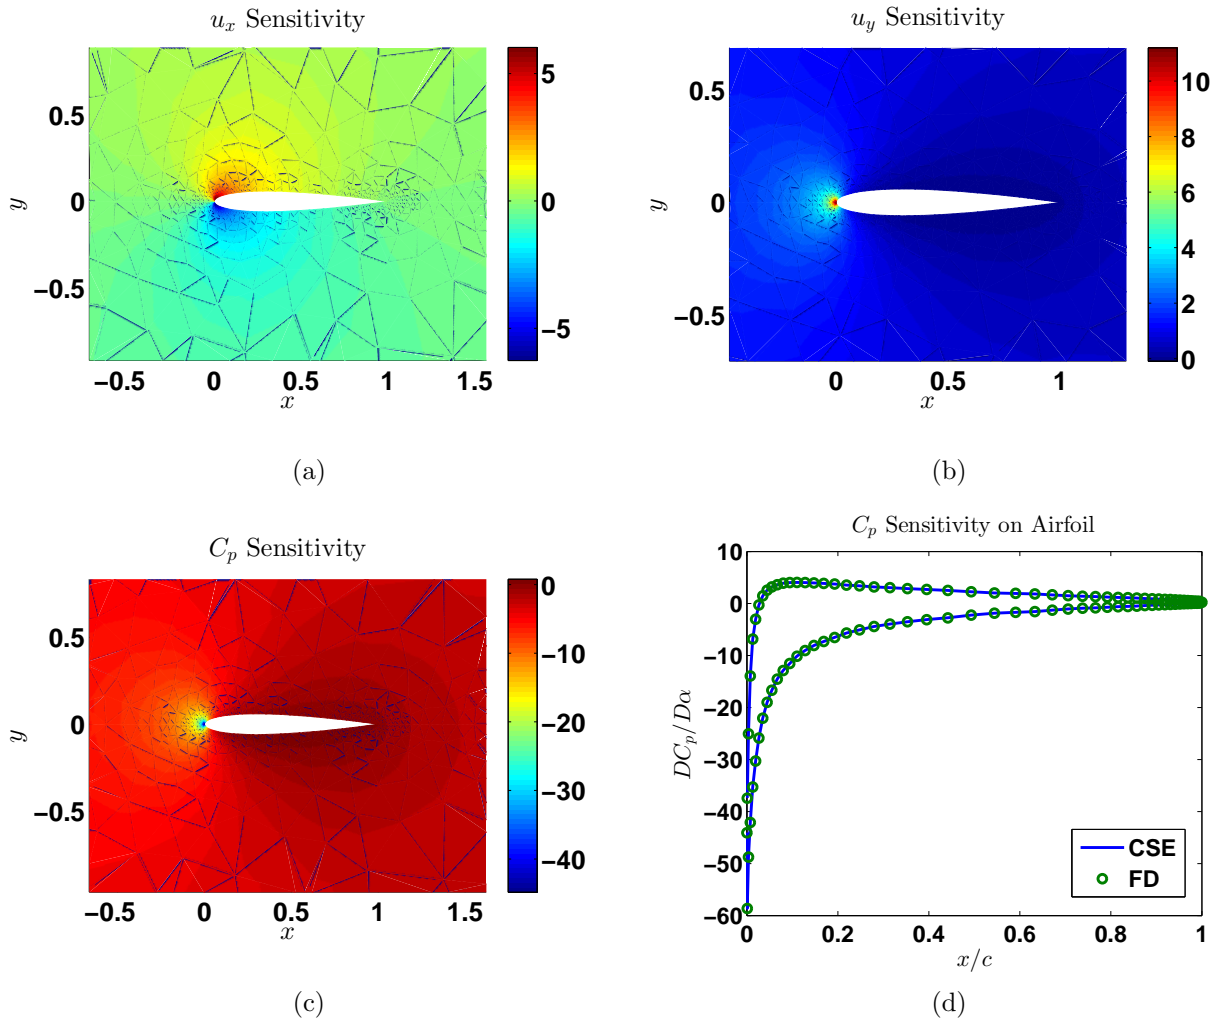 u_x Sensitivity
0.5
0
−0.5
y
−0.5 0 0.5 1 1.5
x
5
0
−5
(a)
u_y Sensitivity
0.5
0
−0.5
y
0 0.5 1
x
10
8
6
4
2
0
(b)
C_p Sensitivity
0.5
0
−0.5
y
−0.5 0 0.5 1 1.5
x
0
−10
−20
−30
−40
(c)
C_p Sensitivity on Airfoil
10
0
−10
−20
−30
−40
−50
−60
DC_p/Dα
0 0.2 0.4 0.6 0.8 1
x/c
CSE
FD
(d)